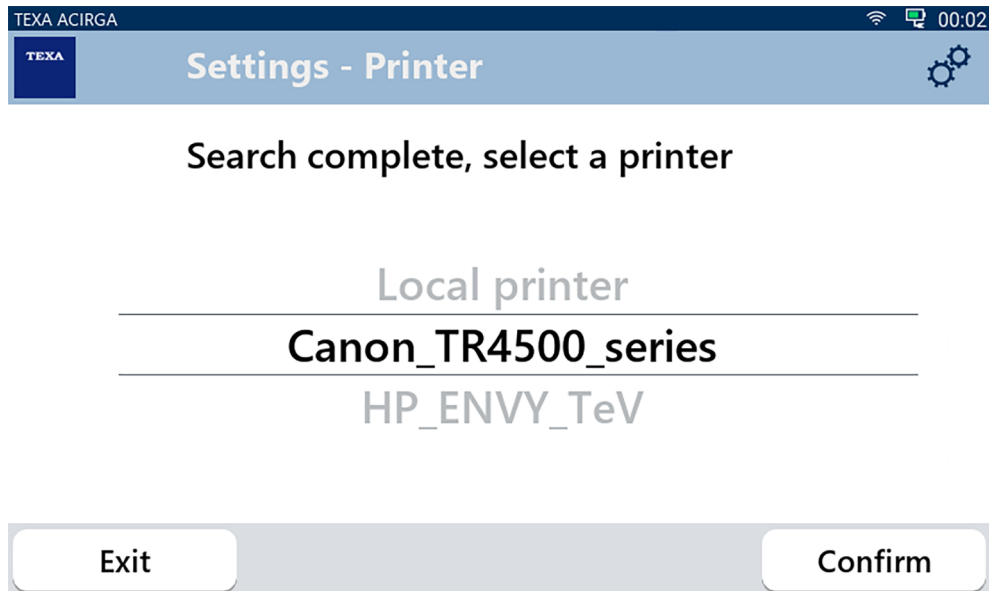 TEXA ACIRGA 00:02
TEXA Settings - Printer
Search complete, select a printer
Local printer
Canon_TR4500_series
HP_ENVY_TeV
Exit Confirm